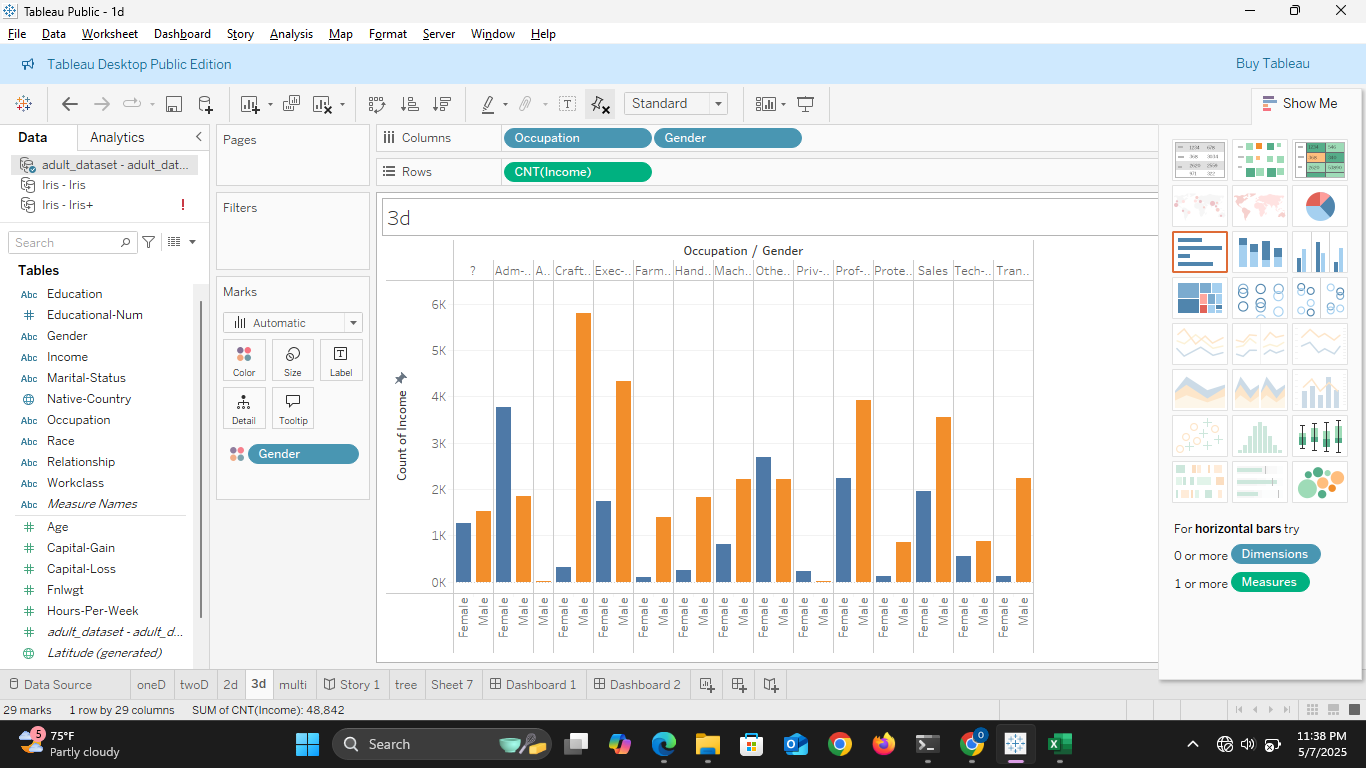 Tableau Public - 1d
File Data Worksheet Dashboard Story Analysis Map Format Server Window Help
Tableau Desktop Public Edition
Buy Tableau
Standard
Show Me
Data
Analytics
adult_dataset - adult_dat...
Iris - Iris
Iris - Iris+
!
Search
Tables
Abc Education
Educational-Num
Abc Gender
Abc Income
Abc Marital-Status
Native-Country
Abc Occupation
Abc Race
Abc Relationship
Abc Workclass
Abc Measure Names
Age
Capital-Gain
Capital-Loss
Fnlwgt
Hours-Per-Week
adult_dataset - adult_d...
Latitude (generated)
Pages
Filters
Marks
Automatic
Color
Size
Label
Detail
Tooltip
Gender
Columns
Occupation
Gender
Rows
CNT(Income)
3d
Occupation / Gender
? Adm-.. A.. Craft.. Exec-.. Farm.. Hand.. Mach.. Othe.. Priv-.. Prof-.. Prote.. Sales Tech-.. Tran..
Count of Income
6K
5K
4K
3K
2K
1K
0K
Female Male Female Male Male Female Male Female Male Female Male Female Male Female Male Female Male Female Male Female Male Female Male Female Male Female Male Female Male
For horizontal bars try
0 or more Dimensions
1 or more Measures
Data Source oneD twoD 2d 3d multi Story 1 tree Sheet 7 Dashboard 1 Dashboard 2
29 marks 1 row by 29 columns SUM of CNT(Income): 48,842
5
75°F
Partly cloudy
Search
0
11:38 PM
5/7/2025